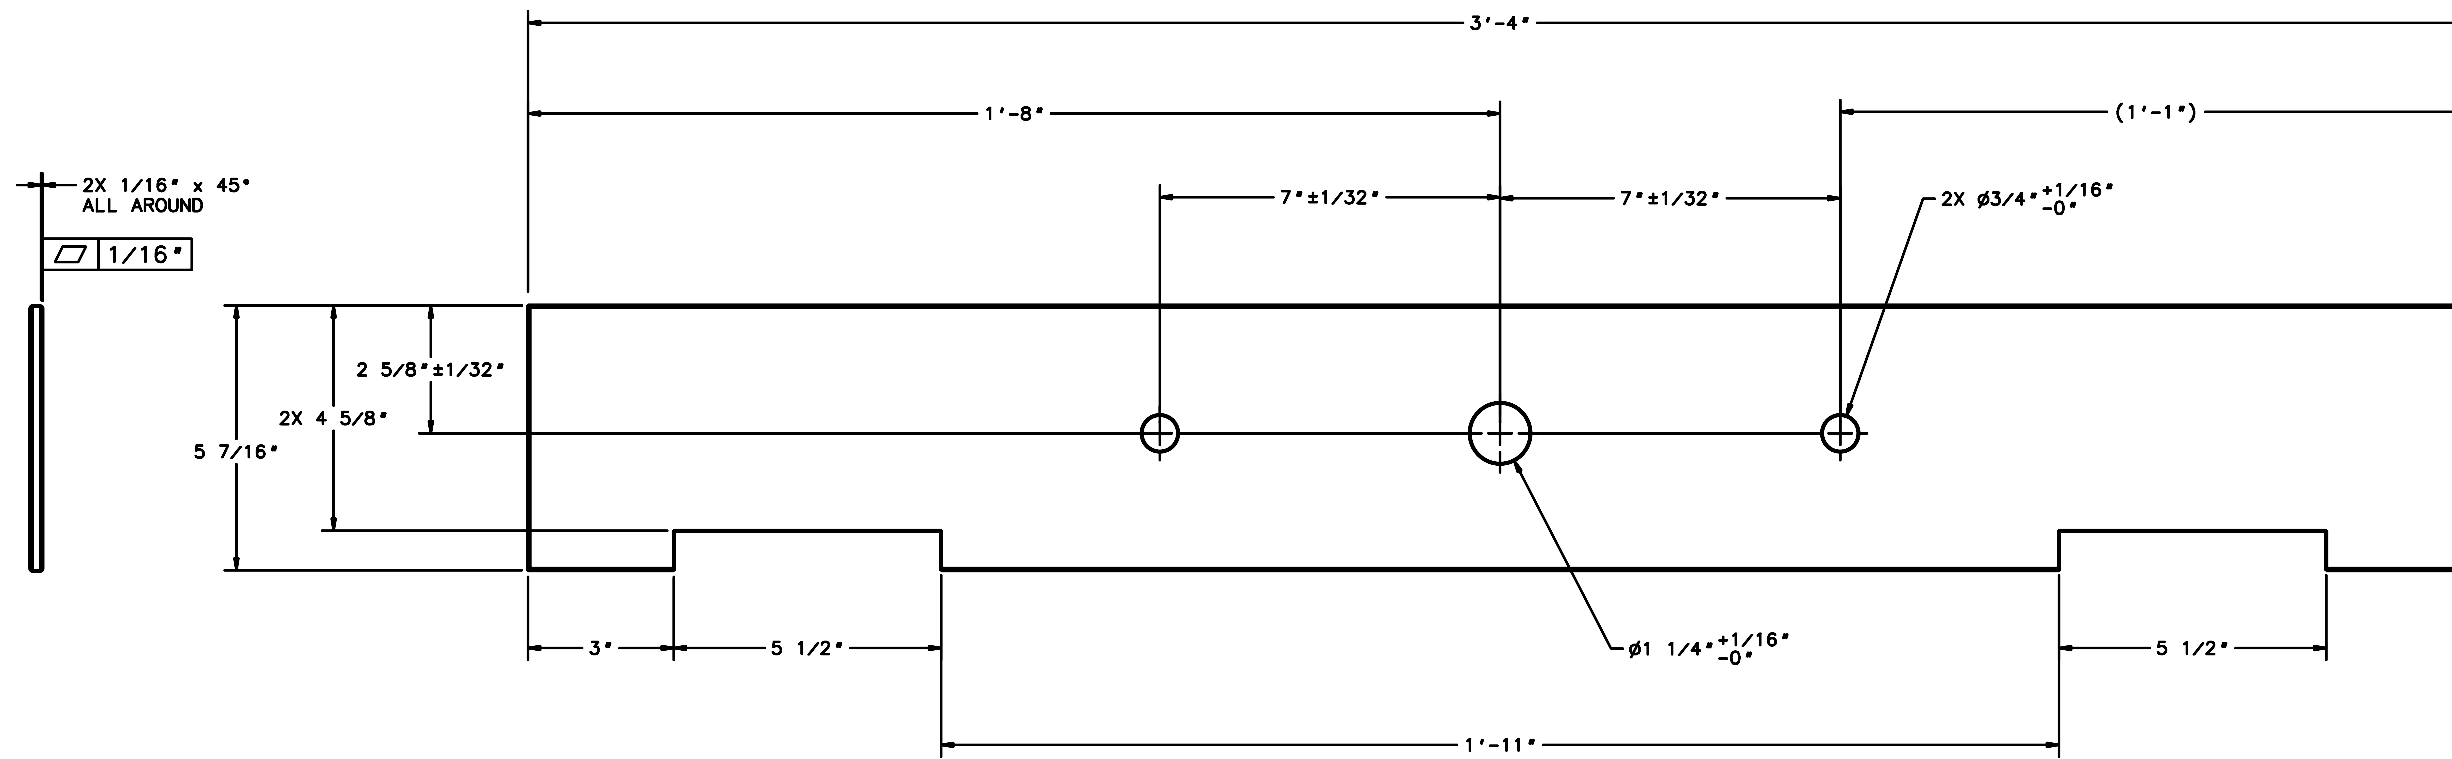 3'-4"
1'-8"
(1'-1")
2X 1/16" x 45°
ALL AROUND
7"±1/32"
7"±1/32"
2X ø3/4" +1/16"
-0"
1/16"
2 5/8"±1/32"
2X 4 5/8"
5 7/16"
3"
5 1/2"
ø1 1/4" +1/16"
-0"
5 1/2"
1'-11"